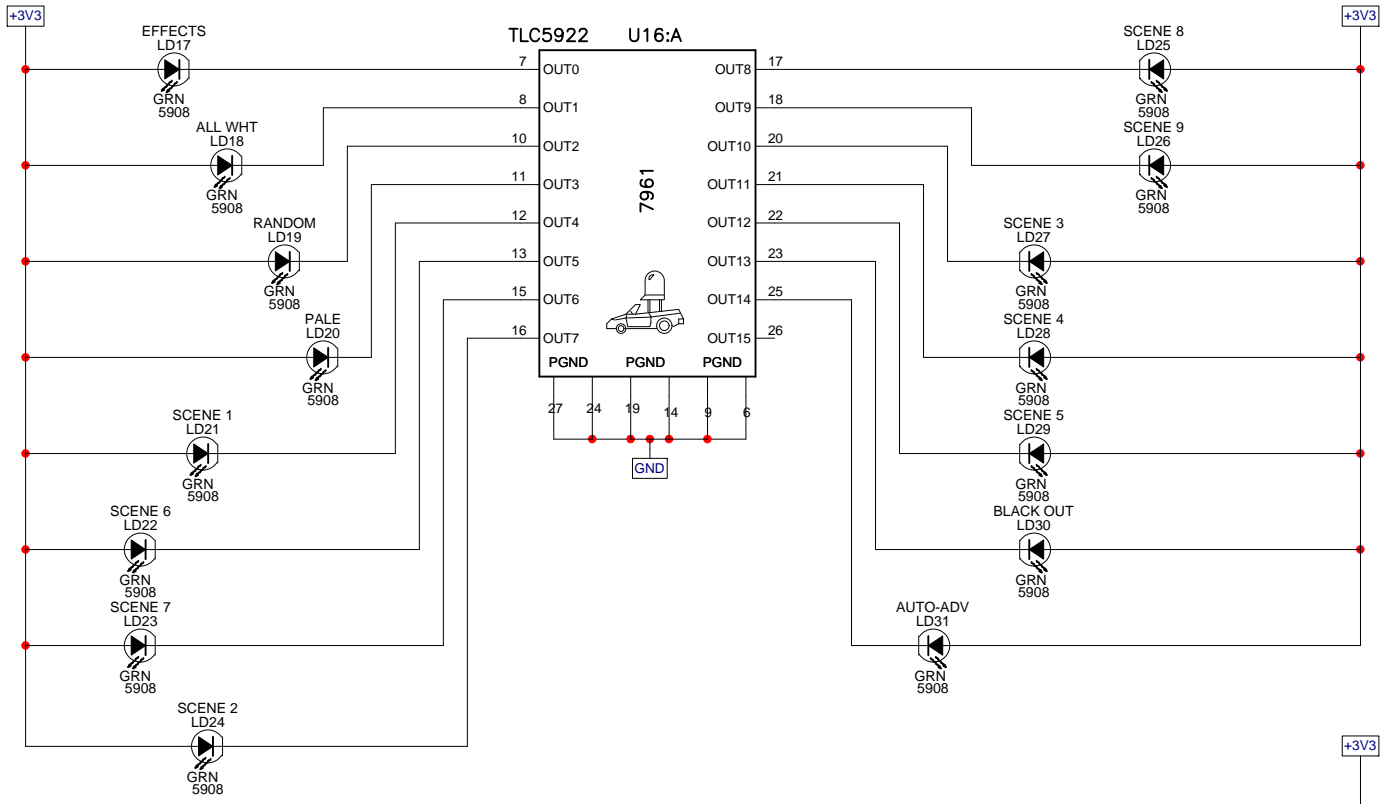 +3V3
EFFECTS
LD17
GRN
5908
ALL WHT
LD18
GRN
5908
RANDOM
LD19
GRN
5908
PALE
LD20
GRN
5908
SCENE 1
LD21
GRN
5908
SCENE 6
LD22
GRN
5908
SCENE 7
LD23
GRN
5908
SCENE 2
LD24
GRN
5908
TLC5922 U16:A
7 OUT0
8 OUT1
10 OUT2
11 OUT3
12 OUT4
13 OUT5
15 OUT6
16 OUT7
7961
OUT8 17
OUT9 18
OUT10 20
OUT11 21
OUT12 22
OUT13 23
OUT14 25
OUT15 26
PGND PGND PGND
27 24 19 14 9 6
GND
+3V3
SCENE 8
LD25
GRN
5908
SCENE 9
LD26
GRN
5908
SCENE 3
LD27
GRN
5908
SCENE 4
LD28
GRN
5908
SCENE 5
LD29
GRN
5908
BLACK OUT
LD30
GRN
5908
AUTO-ADV
LD31
GRN
5908
+3V3